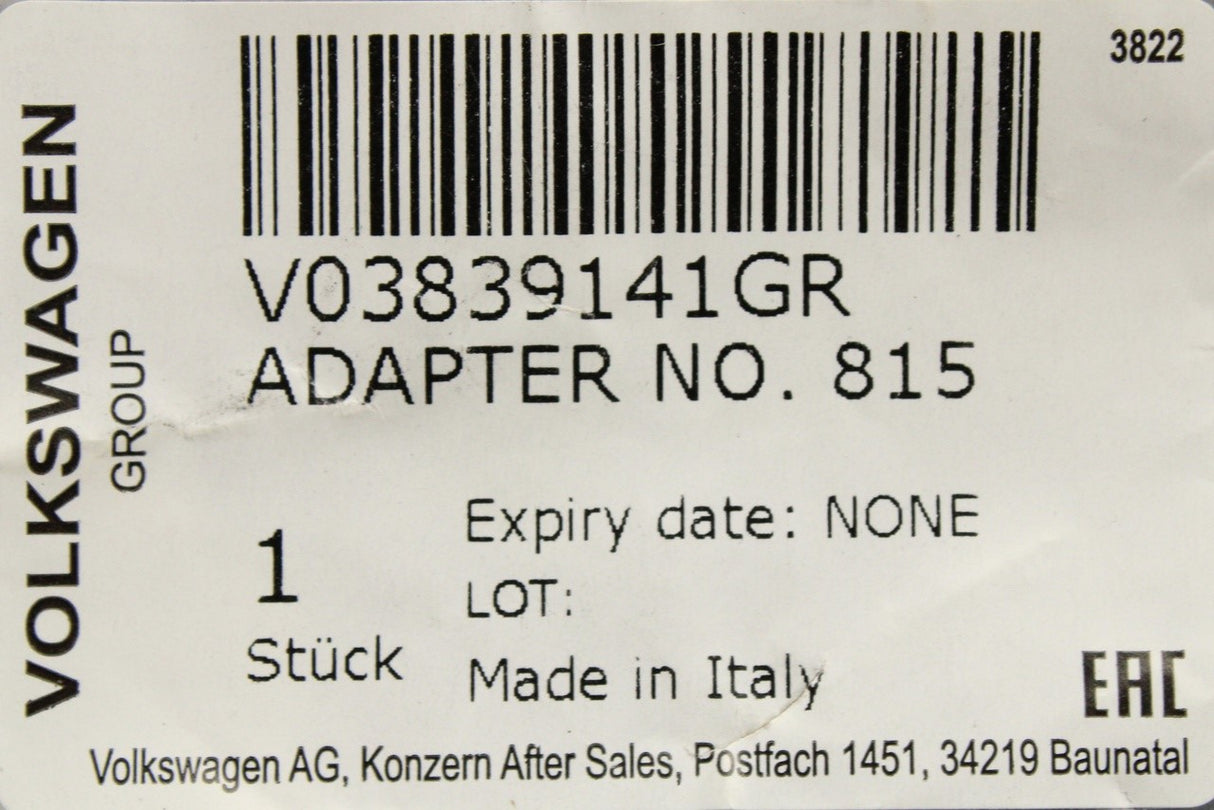 VOLKSWAGEN
GROUP
3822
V03839141GR
ADAPTER NO. 815
1
Stück
Expiry date: NONE
LOT:
Made in Italy
EAC
Volkswagen AG, Konzern After Sales, Postfach 1451, 34219 Baunatal